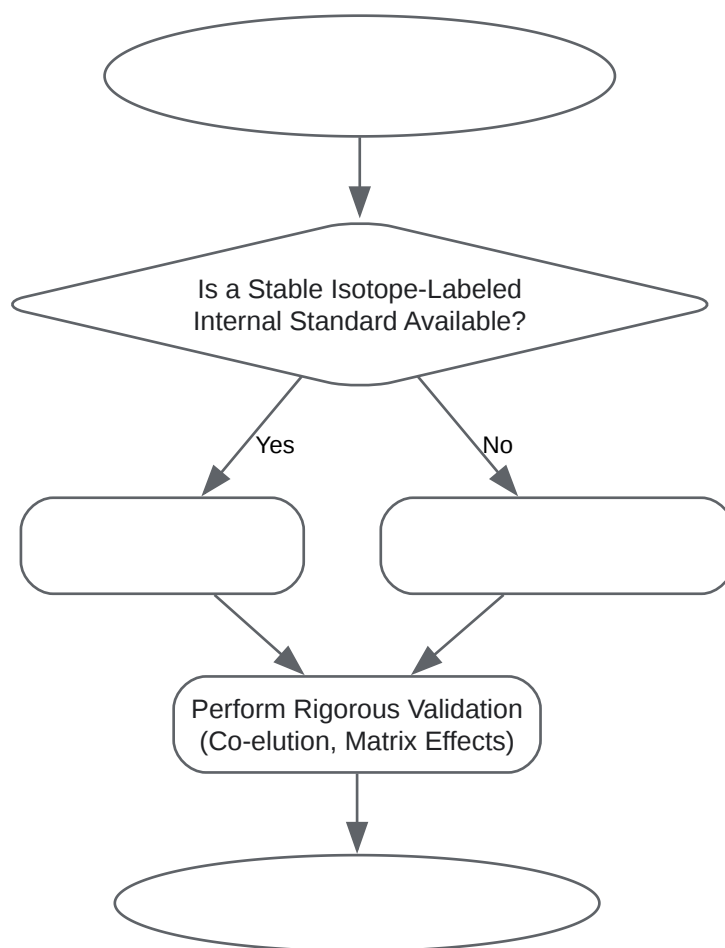 Is a Stable Isotope-Labeled
Internal Standard Available?
Yes
No
Perform Rigorous Validation
(Co-elution, Matrix Effects)